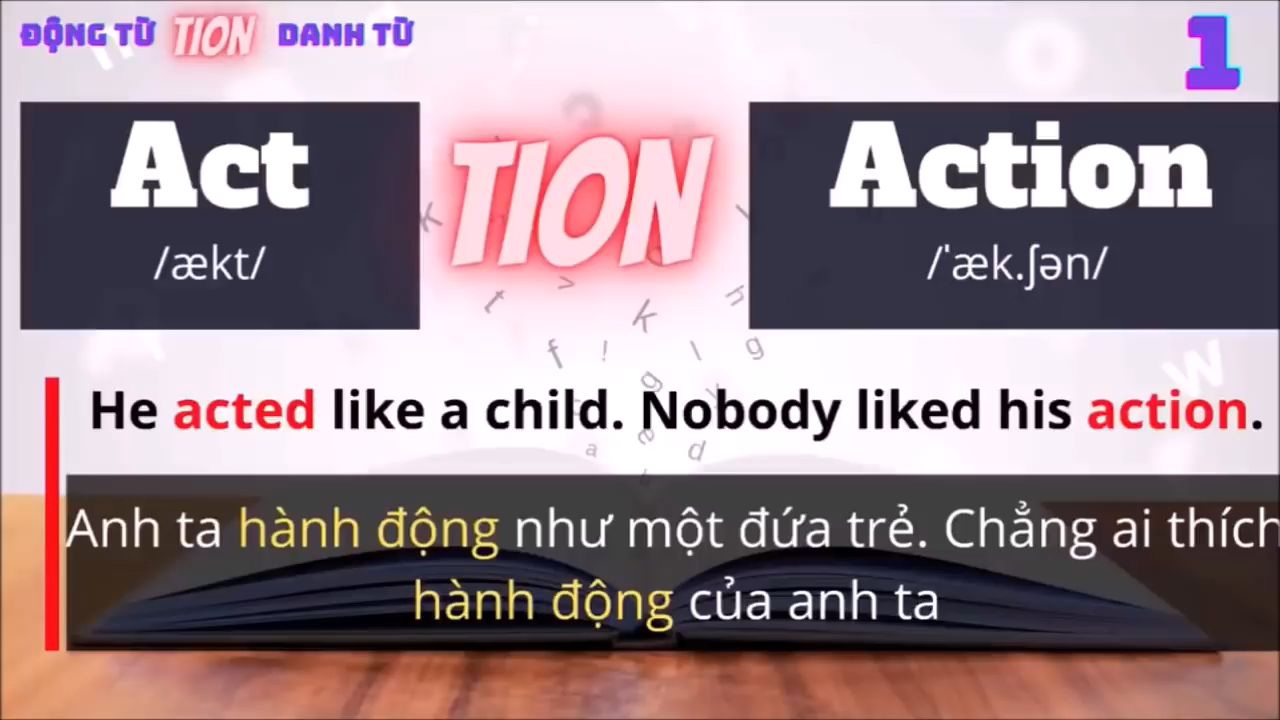 ĐỘNG TỪ TION DANH TỪ
1
Act TION Action
/ækt/ /ˈæk.ʃən/
He acted like a child. Nobody liked his action.
Anh ta hành động như một đứa trẻ. Chẳng ai thích
hành động của anh ta